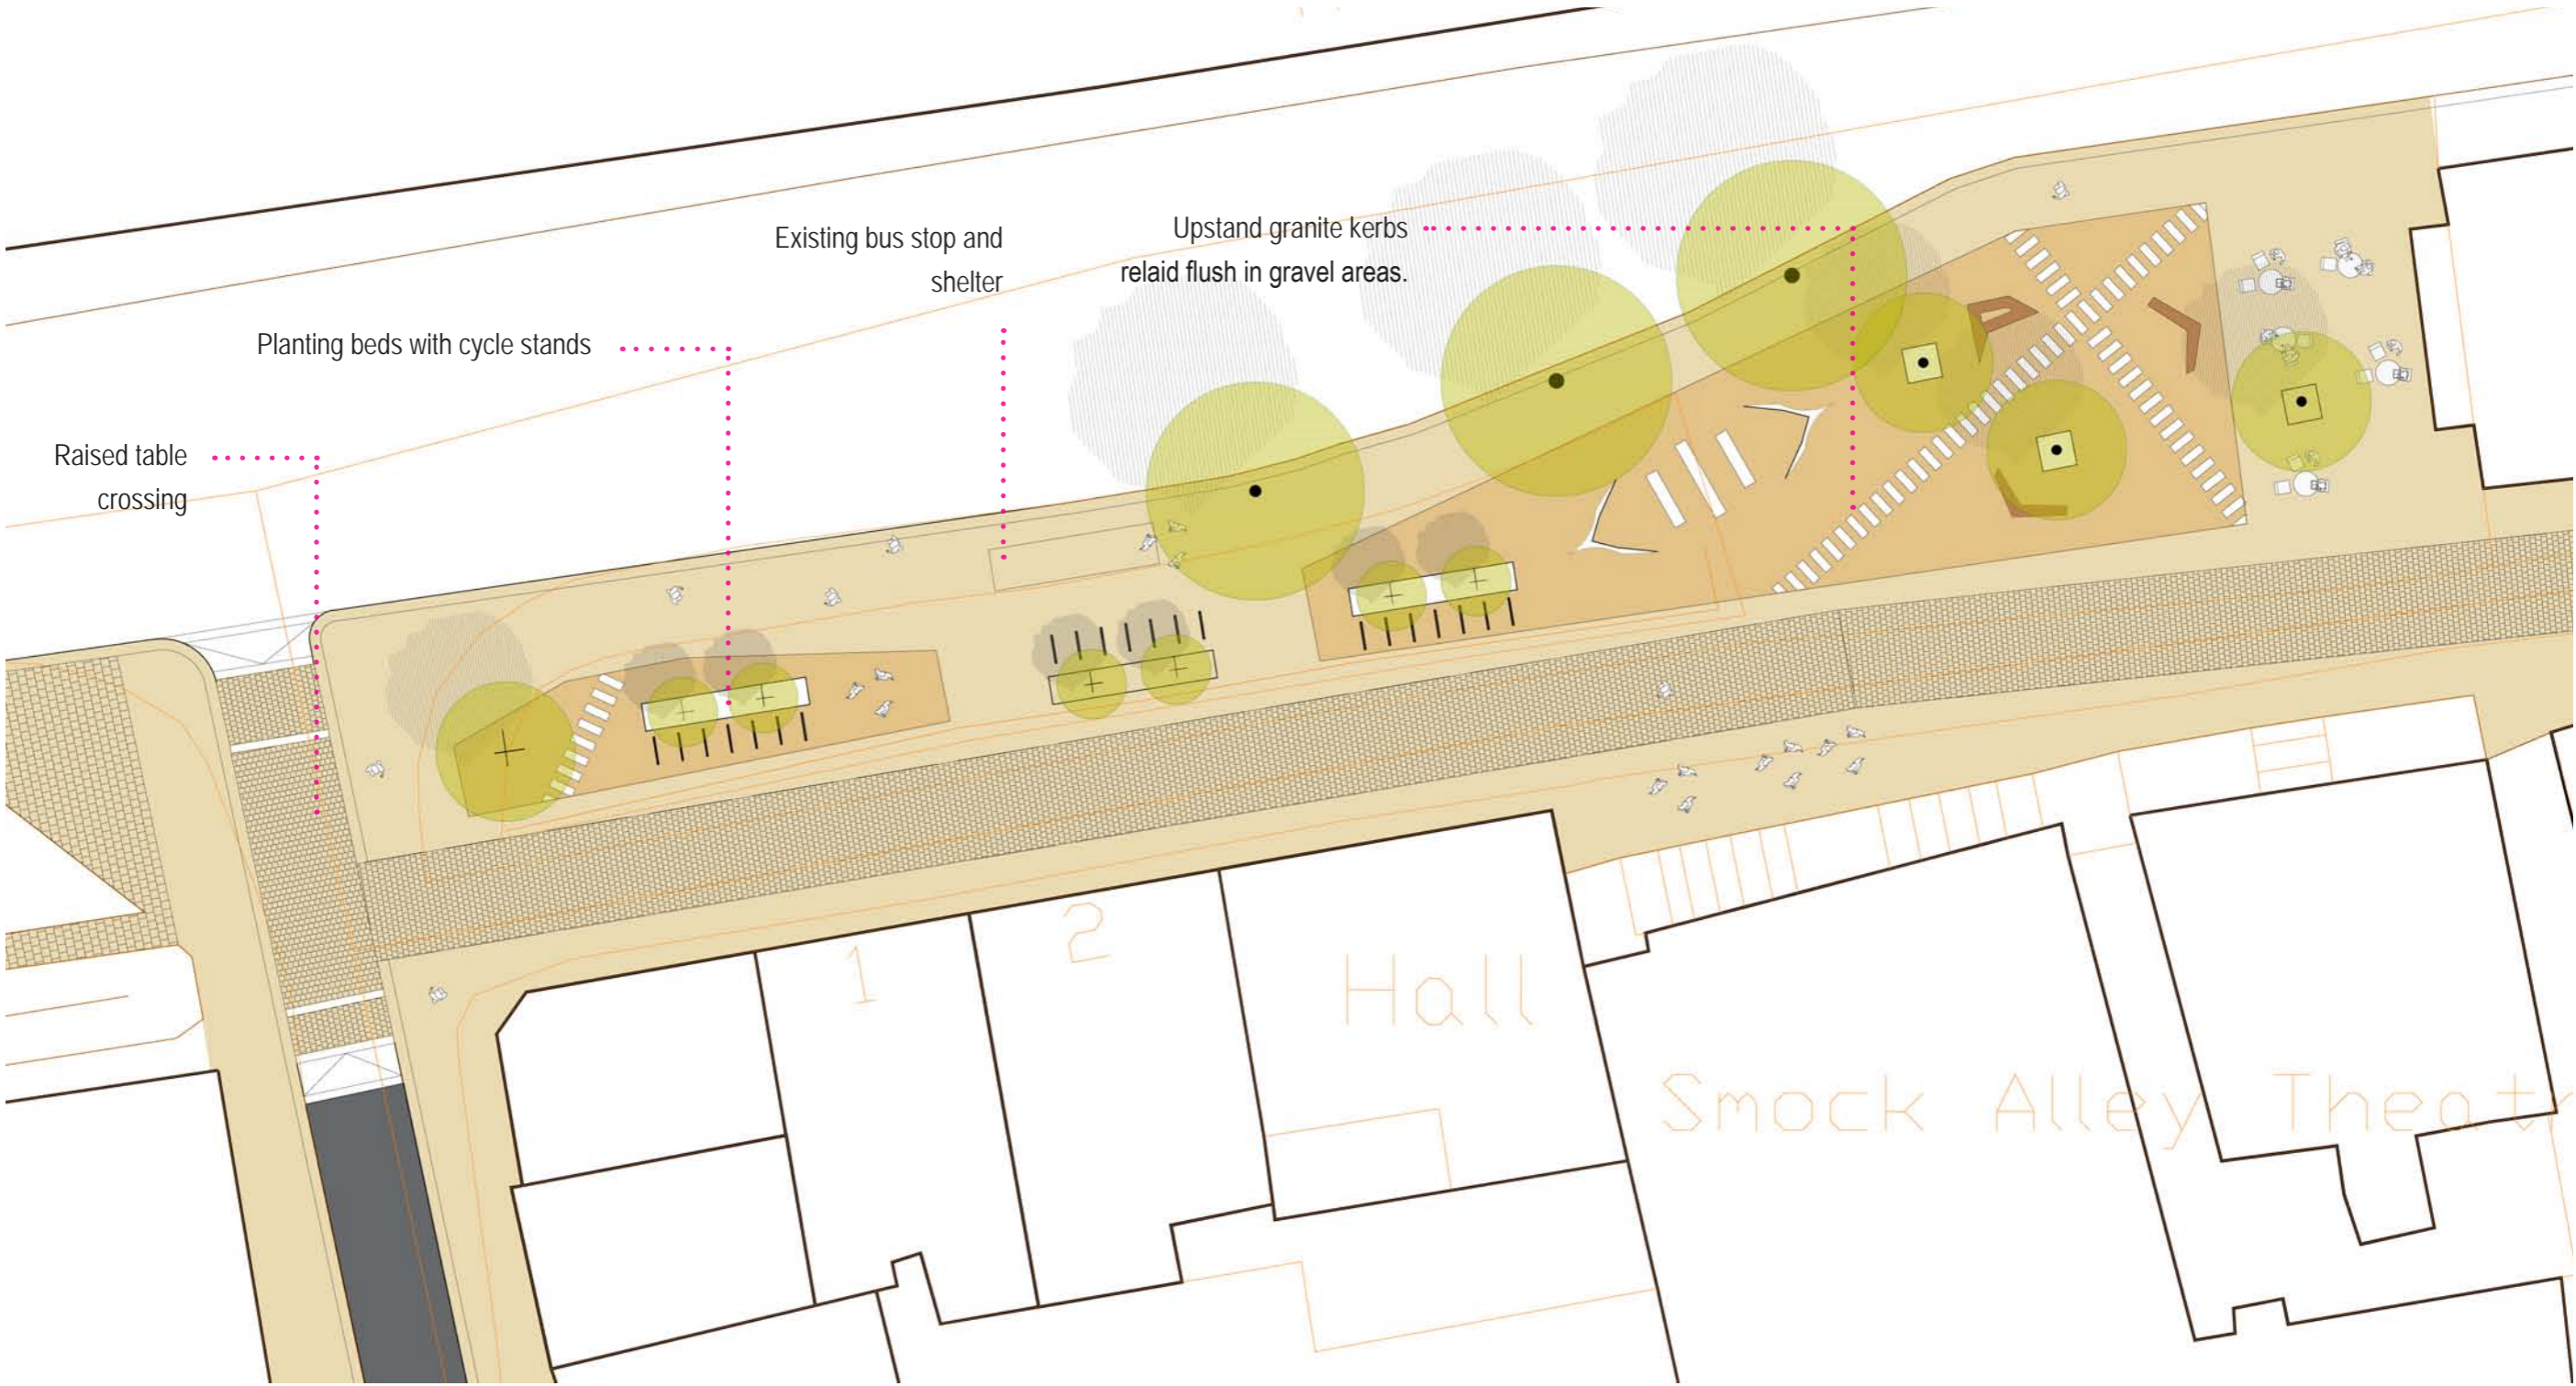 Upstand granite kerbs
relaid flush in gravel areas.
Existing bus stop and
shelter
Planting beds with cycle stands
Raised table
crossing
1
2
Hall
Smock Alley Theat